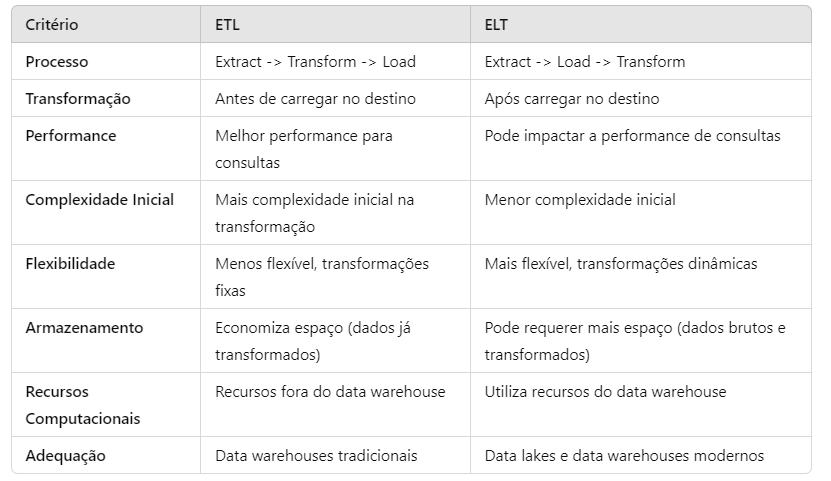 Critério ETL ELT
Processo Extract -> Transform -> Load Extract -> Load -> Transform
Transformação Antes de carregar no destino Após carregar no destino
Performance Melhor performance para Pode impactar a performance de consultas
consultas
Complexidade Inicial Mais complexidade inicial na Menor complexidade inicial
transformação
Flexibilidade Menos flexível, transformações Mais flexível, transformações dinâmicas
fixas
Armazenamento Economiza espaço (dados já Pode requerer mais espaço (dados brutos e
transformados) transformados)
Recursos Recursos fora do data warehouse Utiliza recursos do data warehouse
Computacionais
Adequação Data warehouses tradicionais Data lakes e data warehouses modernos